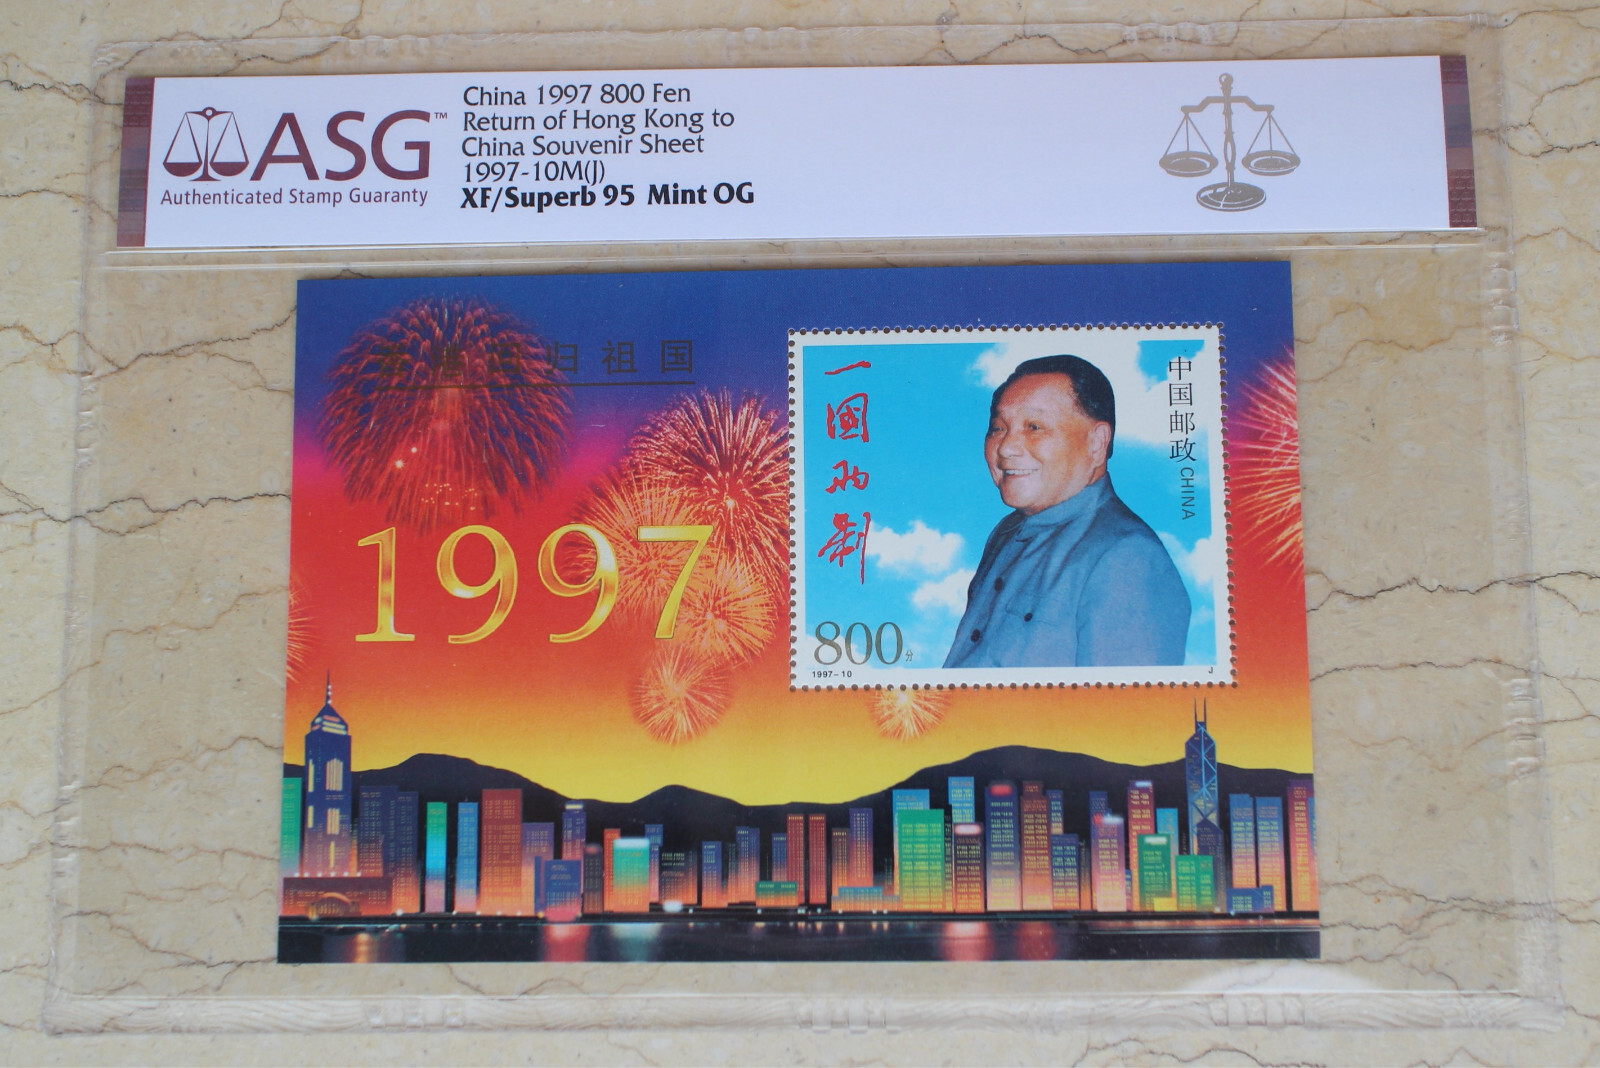 ASG™
Authenticated Stamp Guaranty
China 1997 800 Fen
Return of Hong Kong to
China Souvenir Sheet
1997-10M(J)
XF/Superb 95 Mint OG
香港回归祖国
1997
一國两制
中国邮政 CHINA
800分
1997-10
J